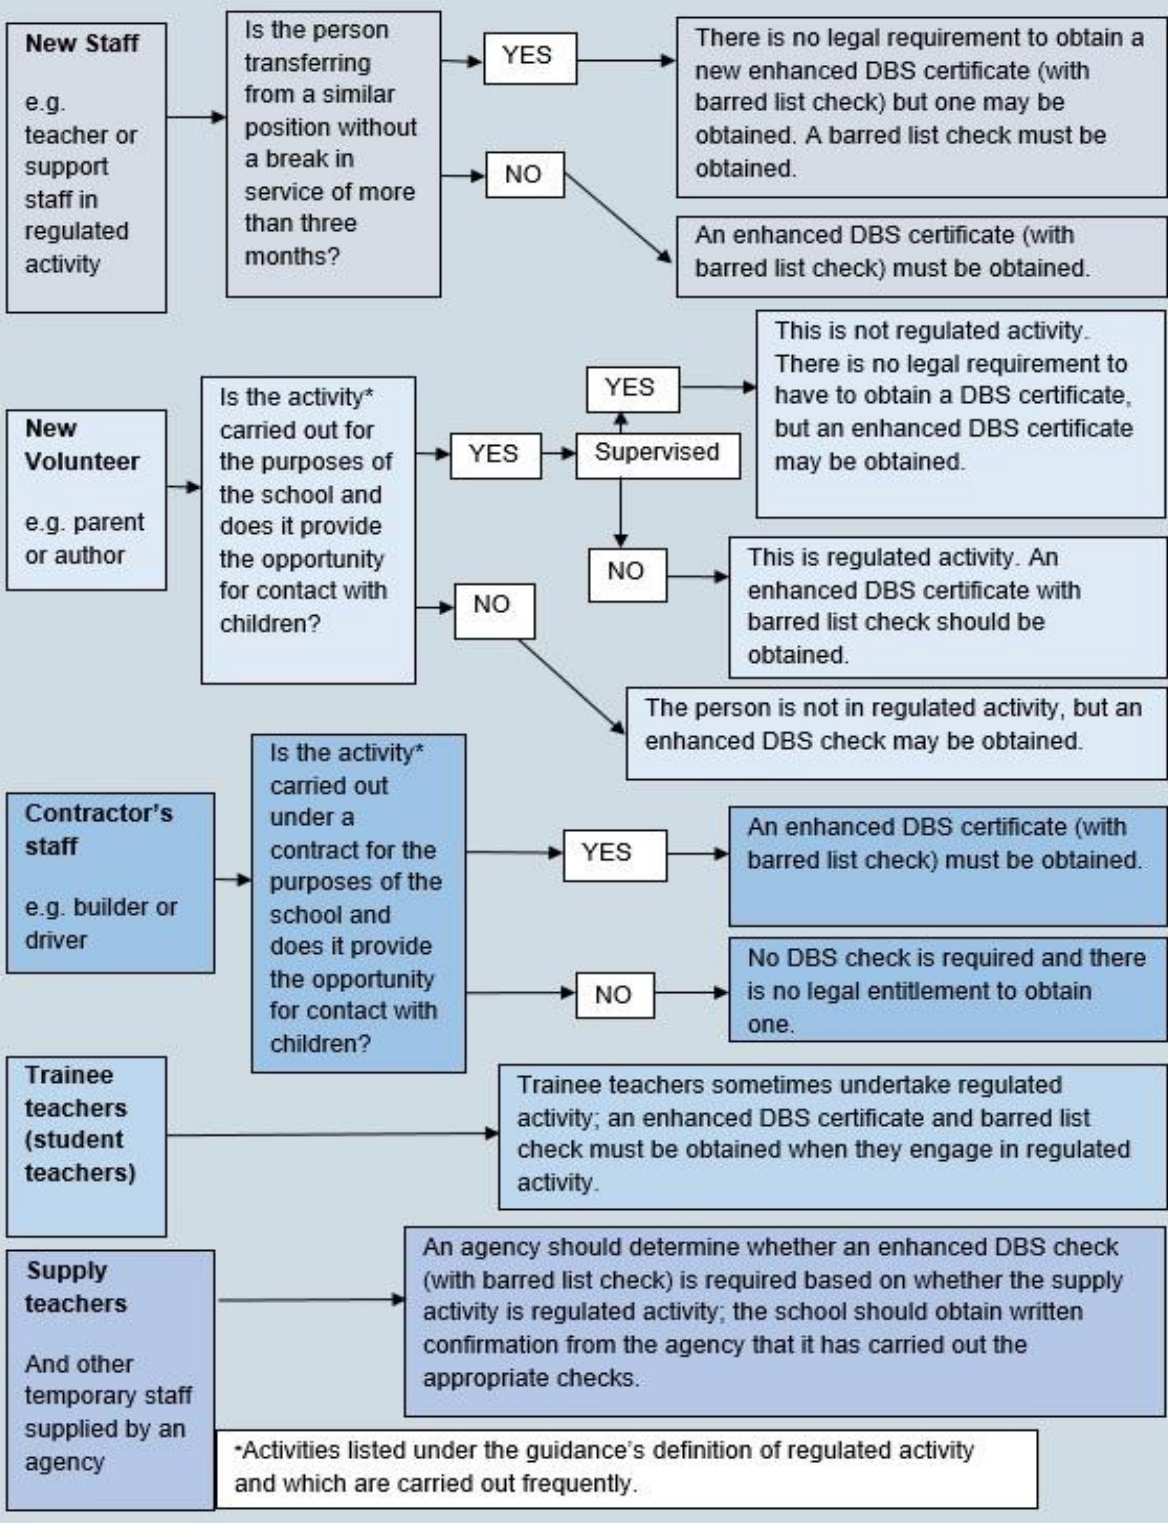 New Staff
e.g.
teacher or
support
staff in
regulated
activity
Is the person
transferring
from a similar
position without
a break in
service of more
than three
months?
YES
There is no legal requirement to obtain a
new enhanced DBS certificate (with
barred list check) but one may be
obtained. A barred list check must be
obtained.
NO
An enhanced DBS certificate (with
barred list check) must be obtained.
New
Volunteer
e.g. parent
or author
Is the activity*
carried out for
the purposes of
the school and
does it provide
the opportunity
for contact with
children?
YES
Supervised
YES
This is not regulated activity.
There is no legal requirement to
have to obtain a DBS certificate,
but an enhanced DBS certificate
may be obtained.
NO
This is regulated activity. An
enhanced DBS certificate with
barred list check should be
obtained.
NO
The person is not in regulated activity, but an
enhanced DBS check may be obtained.
Contractor's
staff
e.g. builder or
driver
Is the activity*
carried out
under a
contract for the
purposes of the
school and
does it provide
the opportunity
for contact with
children?
YES
An enhanced DBS certificate (with
barred list check) must be obtained.
NO
No DBS check is required and there
is no legal entitlement to obtain
one.
Trainee
teachers
(student
teachers)
Trainee teachers sometimes undertake regulated
activity; an enhanced DBS certificate and barred list
check must be obtained when they engage in regulated
activity.
Supply
teachers
And other
temporary staff
supplied by an
agency
An agency should determine whether an enhanced DBS check
(with barred list check) is required based on whether the supply
activity is regulated activity; the school should obtain written
confirmation from the agency that it has carried out the
appropriate checks.
*Activities listed under the guidance's definition of regulated activity
and which are carried out frequently.